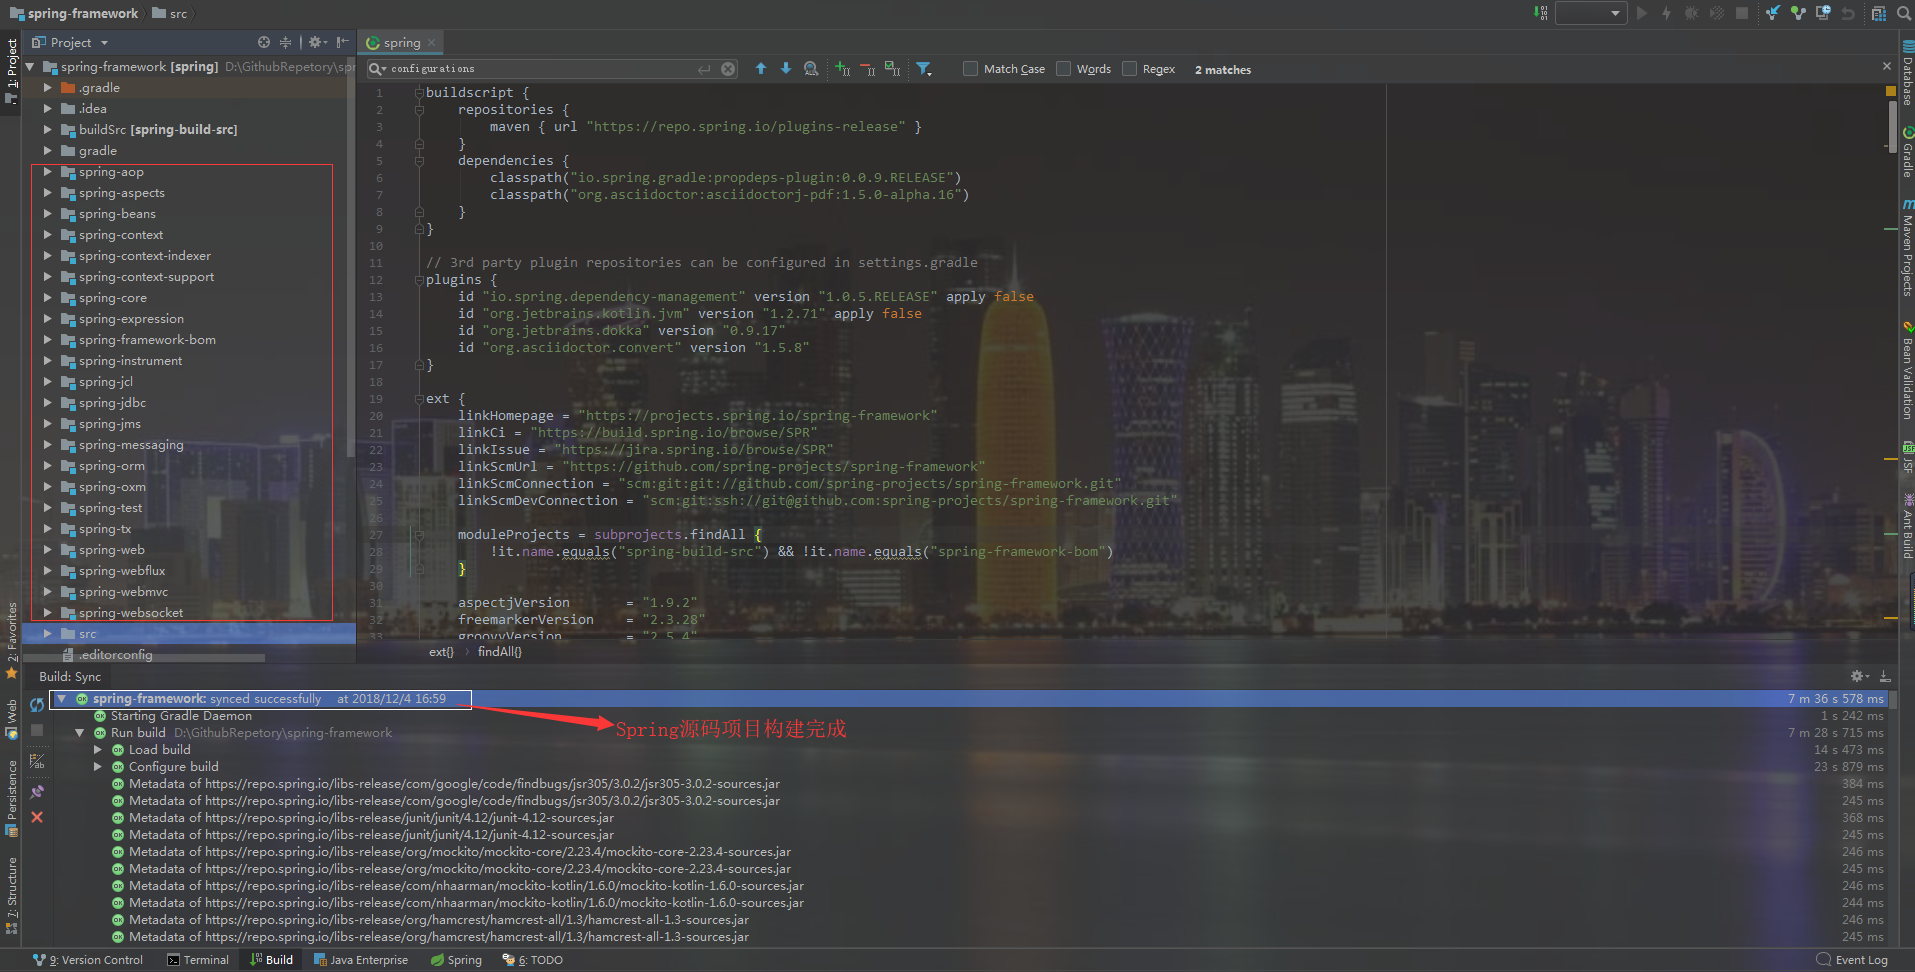 spring-framework src
Project
spring-framework [spring] D:\GithubRepetory\spr
.gradle
.idea
buildSrc [spring-build-src]
gradle
spring-aop
spring-aspects
spring-beans
spring-context
spring-context-indexer
spring-context-support
spring-core
spring-expression
spring-framework-bom
spring-instrument
spring-jcl
spring-jdbc
spring-jms
spring-messaging
spring-orm
spring-oxm
spring-test
spring-tx
spring-web
spring-webflux
spring-webmvc
spring-websocket
src
.editorconfig
1: Project
2: Favorites
Web
Persistence
7: Structure
spring
configurations
Match Case
Words
Regex
2 matches
1 buildscript {
2 repositories {
3 maven { url "https://repo.spring.io/plugins-release" }
4 }
5 dependencies {
6 classpath("io.spring.gradle:propdeps-plugin:0.0.9.RELEASE")
7 classpath("org.asciidoctor:asciidoctorj-pdf:1.5.0-alpha.16")
8 }
9 }
10
11 // 3rd party plugin repositories can be configured in settings.gradle
12 plugins {
13 id "io.spring.dependency-management" version "1.0.5.RELEASE" apply false
14 id "org.jetbrains.kotlin.jvm" version "1.2.71" apply false
15 id "org.jetbrains.dokka" version "0.9.17"
16 id "org.asciidoctor.convert" version "1.5.8"
17 }
18
19 ext {
20 linkHomepage = "https://projects.spring.io/spring-framework"
21 linkCi = "https://build.spring.io/browse/SPR"
22 linkIssue = "https://jira.spring.io/browse/SPR"
23 linkScmUrl = "https://github.com/spring-projects/spring-framework"
24 linkScmConnection = "scm:git:git://github.com/spring-projects/spring-framework.git"
25 linkScmDevConnection = "scm:git:ssh://git@github.com:spring-projects/spring-framework.git"
26
27 moduleProjects = subprojects.findAll {
28 !it.name.equals("spring-build-src") && !it.name.equals("spring-framework-bom")
29 }
30
31 aspectjVersion = "1.9.2"
32 freemarkerVersion = "2.3.28"
33 groovyVersion = "2.5.4"
ext{} › findAll{}
Database
Gradle
Maven Projects
Bean Validation
JSF
Ant Build
Build: Sync
spring-framework: synced successfully at 2018/12/4 16:59 7 m 36 s 578 ms
Starting Gradle Daemon 1 s 242 ms
Spring源码项目构建完成
Run build D:\GithubRepetory\spring-framework 7 m 28 s 715 ms
Load build 14 s 473 ms
Configure build 23 s 879 ms
Metadata of https://repo.spring.io/libs-release/com/google/code/findbugs/jsr305/3.0.2/jsr305-3.0.2-sources.jar 384 ms
Metadata of https://repo.spring.io/libs-release/com/google/code/findbugs/jsr305/3.0.2/jsr305-3.0.2-sources.jar 245 ms
Metadata of https://repo.spring.io/libs-release/junit/junit/4.12/junit-4.12-sources.jar 368 ms
Metadata of https://repo.spring.io/libs-release/junit/junit/4.12/junit-4.12-sources.jar 245 ms
Metadata of https://repo.spring.io/libs-release/org/mockito/mockito-core/2.23.4/mockito-core-2.23.4-sources.jar 246 ms
Metadata of https://repo.spring.io/libs-release/org/mockito/mockito-core/2.23.4/mockito-core-2.23.4-sources.jar 245 ms
Metadata of https://repo.spring.io/libs-release/com/nhaarman/mockito-kotlin/1.6.0/mockito-kotlin-1.6.0-sources.jar 246 ms
Metadata of https://repo.spring.io/libs-release/com/nhaarman/mockito-kotlin/1.6.0/mockito-kotlin-1.6.0-sources.jar 244 ms
Metadata of https://repo.spring.io/libs-release/org/hamcrest/hamcrest-all/1.3/hamcrest-all-1.3-sources.jar 246 ms
Metadata of https://repo.spring.io/libs-release/org/hamcrest/hamcrest-all/1.3/hamcrest-all-1.3-sources.jar 245 ms
9: Version Control Terminal Build Java Enterprise Spring 6: TODO Event Log